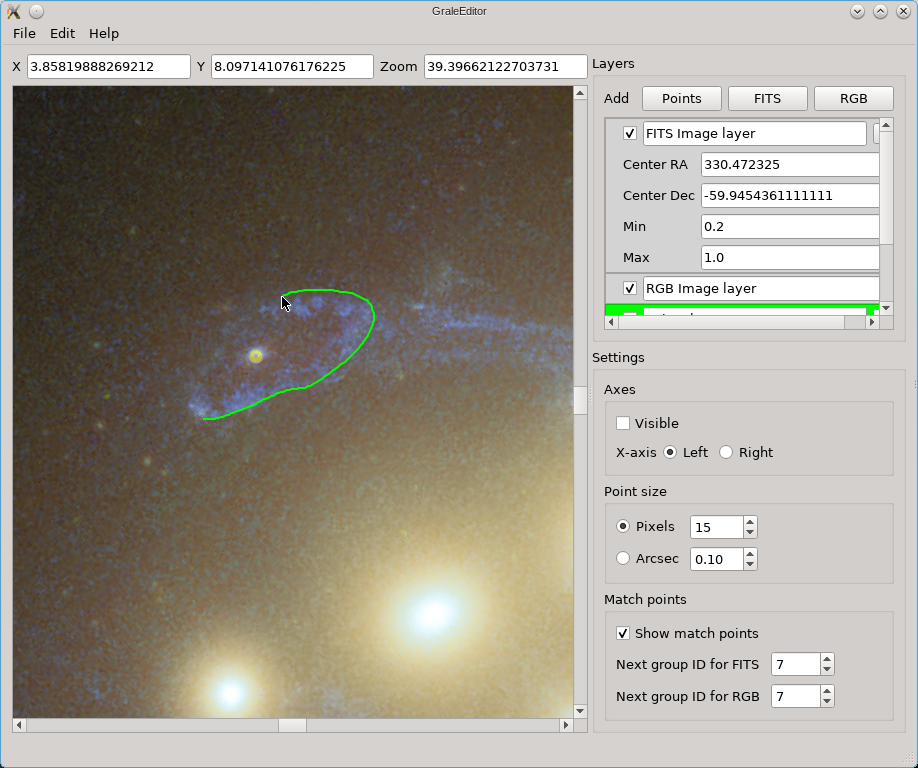 GraleEditor
File Edit Help
X 3.85819888269212 Y 8.097141076176225 Zoom 39.39662122703731
Layers
Add Points FITS RGB
FITS Image layer
Center RA 330.472325
Center Dec -59.9454361111111
Min 0.2
Max 1.0
RGB Image layer
Settings
Axes
Visible
X-axis Left Right
Point size
Pixels 15
Arcsec 0.10
Match points
Show match points
Next group ID for FITS 7
Next group ID for RGB 7